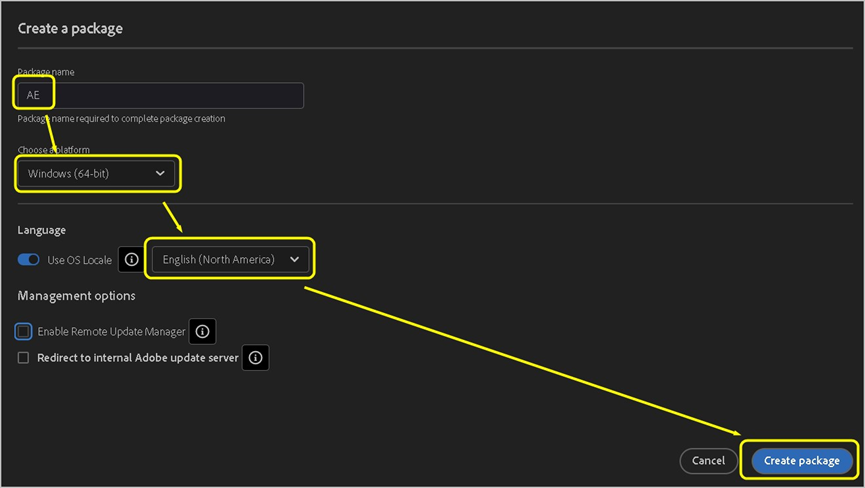 Create a package
Package name
AE
Package name required to complete package creation
Choose a platform
Windows (64-bit)
Language
Use OS Locale
English (North America)
Management options
Enable Remote Update Manager
Redirect to internal Adobe update server
Cancel
Create package